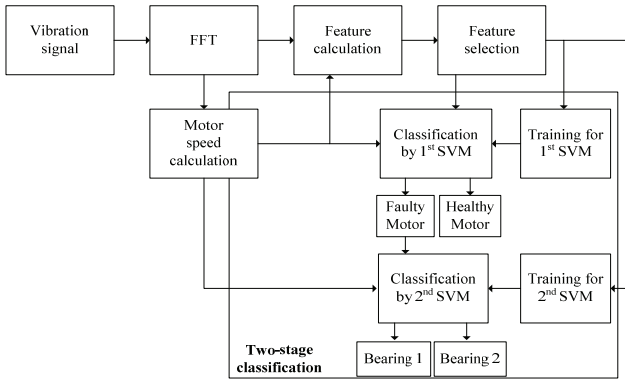 Vibration
signal
FFT
Feature
calculation
Feature
selection
Motor
speed
calculation
Classification
by 1st SVM
Training for
1st SVM
Faulty
Motor
Healthy
Motor
Classification
by 2nd SVM
Training for
2nd SVM
Two-stage
classification
Bearing 1
Bearing 2